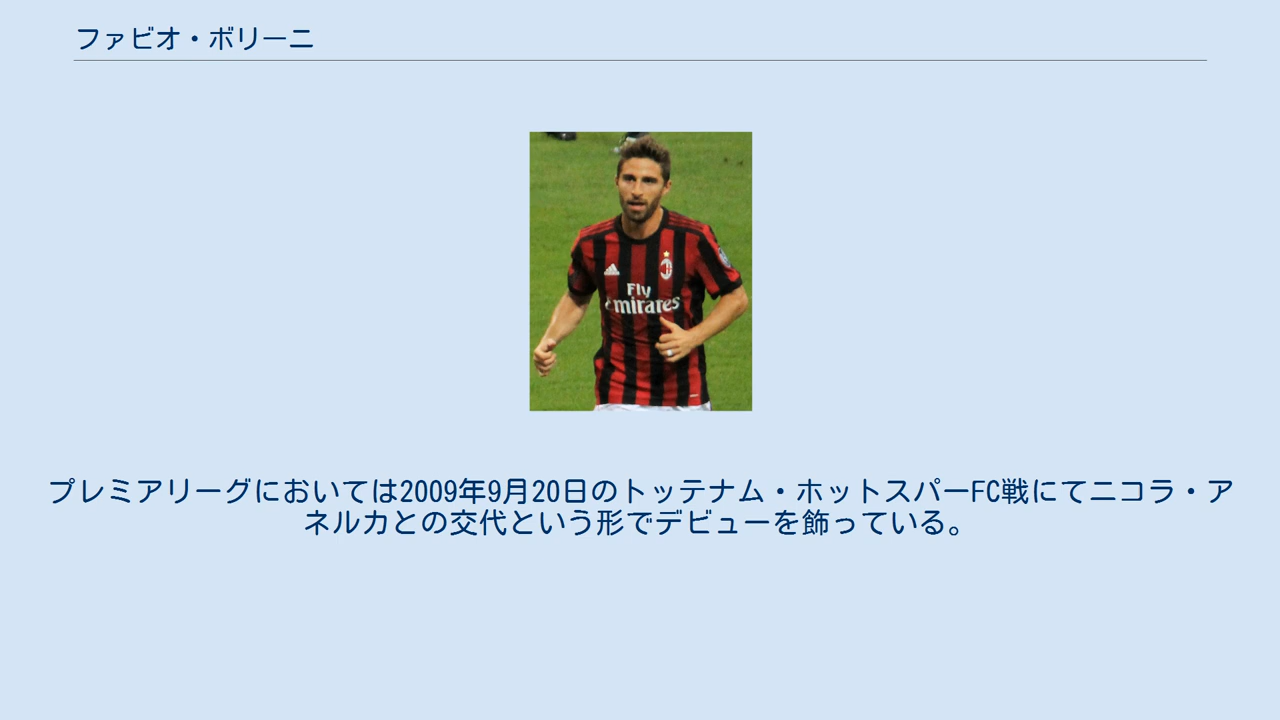 ファビオ・ボリーニ
Fly
Emirates
プレミアリーグにおいては2009年9月20日のトッテナム・ホットスパーFC戦にてニコラ・ア
ネルカとの交代という形でデビューを飾っている。